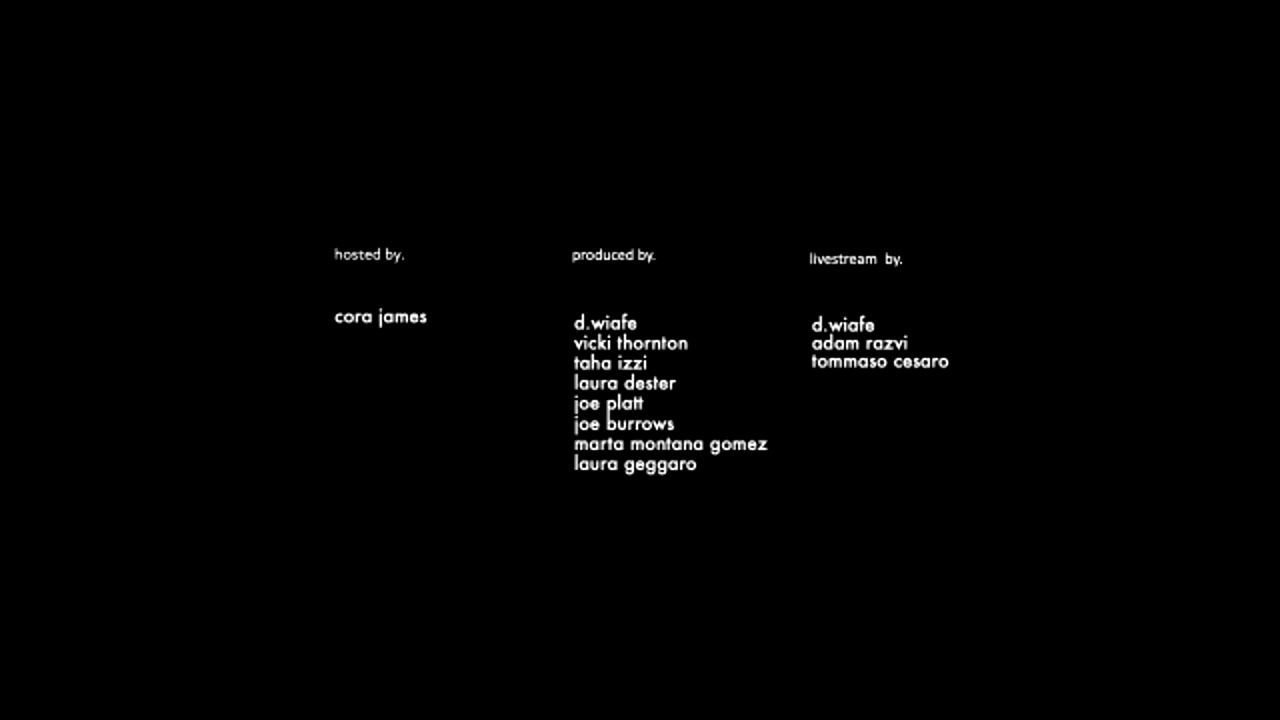 hosted by.
cora james
produced by.
d.wiafe
vicki thornton
taha izzi
laura dester
joe platt
joe burrows
marta montana gomez
laura geggaro
livestream by.
d.wiafe
adam razvi
tommaso cesaro